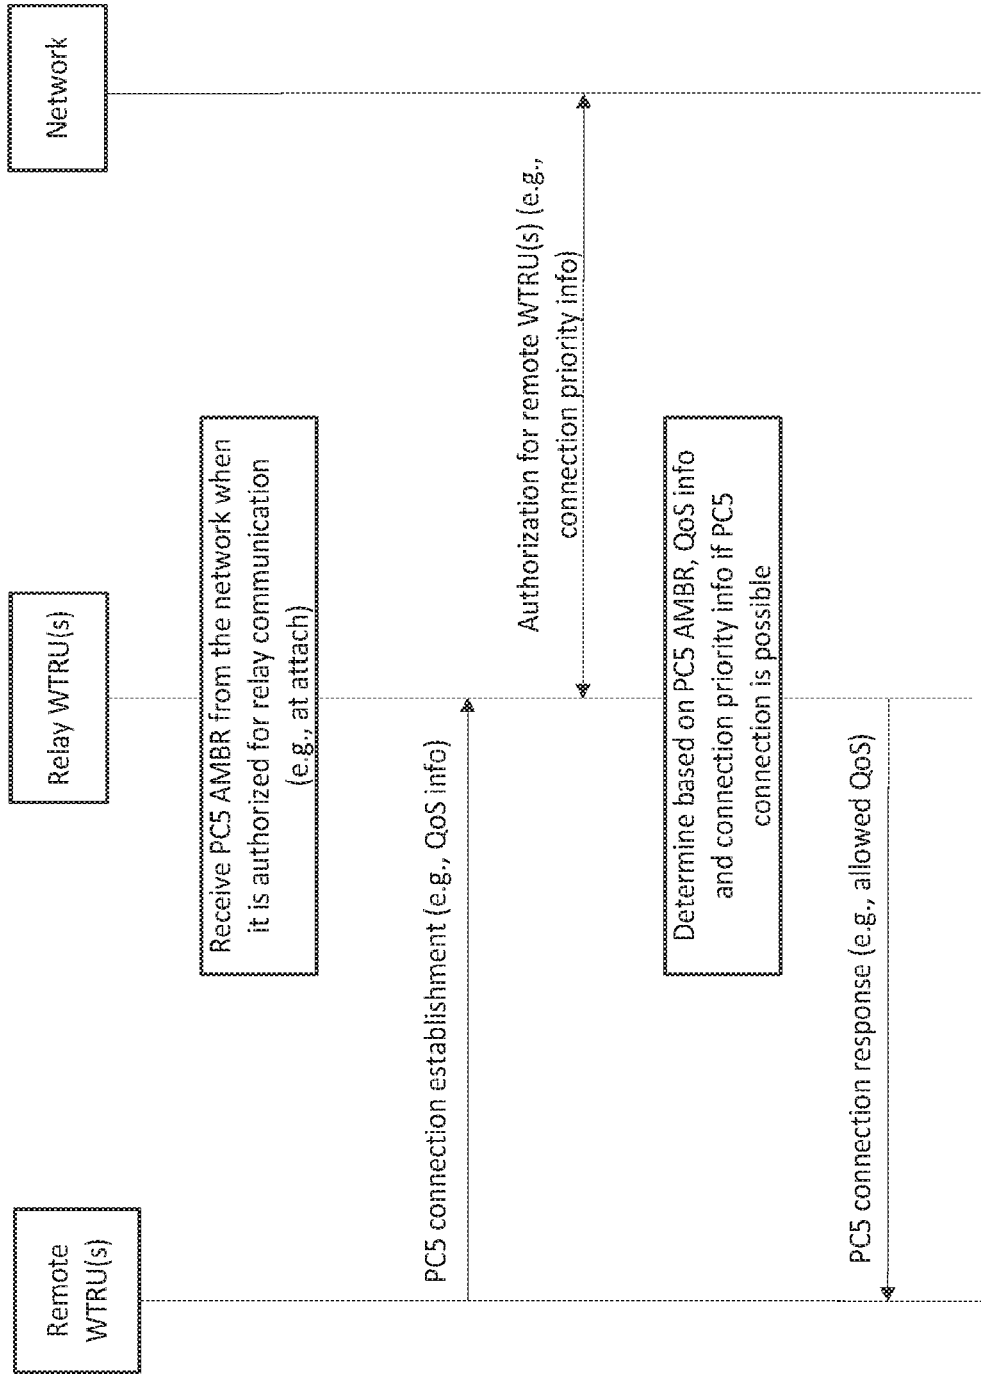 Remote
WTRU(s)
Relay WTRU(s)
Network
Receive PC5 AMBR from the network when
it is authorized for relay communication
(e.g., at attach)
PC5 connection establishment (e.g., QoS info)
Authorization for remote WTRU(s) (e.g.,
connection priority info)
Determine based on PC5 AMBR, QoS info
and connection priority info if PC5
connection is possible
PC5 connection response (e.g., allowed QoS)